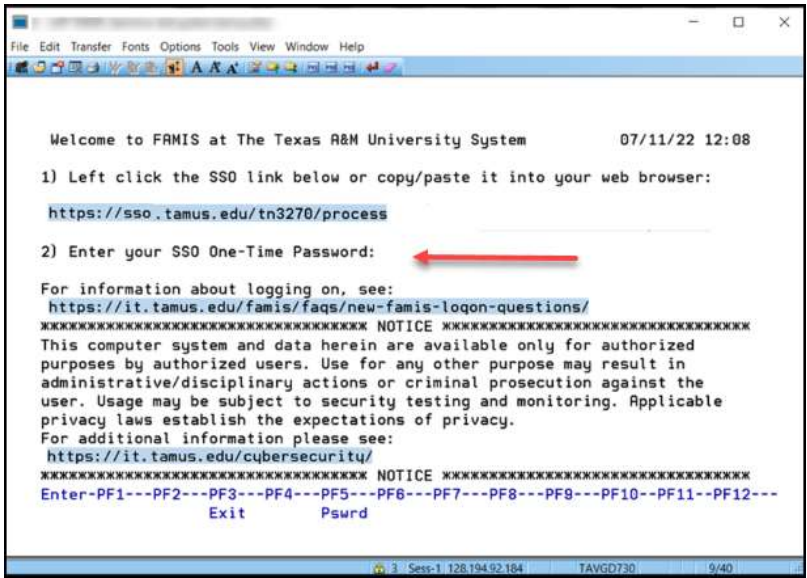 File Edit Transfer Fonts Options Tools View Window Help
Welcome to FAMIS at The Texas A&M University System 07/11/22 12:08
1) Left click the SSO link below or copy/paste it into your web browser:
https://sso.tamus.edu/tn3270/process
2) Enter your SSO One-Time Password:
For information about logging on, see:
https://it.tamus.edu/famis/faqs/new-famis-logon-questions/
*********************************** NOTICE *********************************
This computer system and data herein are available only for authorized
purposes by authorized users. Use for any other purpose may result in
administrative/disciplinary actions or criminal prosecution against the
user. Usage may be subject to security testing and monitoring. Applicable
privacy laws establish the expectations of privacy.
For additional information please see:
https://it.tamus.edu/cybersecurity/
*********************************** NOTICE *********************************
Enter-PF1---PF2---PF3---PF4---PF5---PF6---PF7---PF8---PF9---PF10--PF11--PF12---
Exit Pswrd
3 Sess-1 128.194.92.184 TAVGD730 9/40